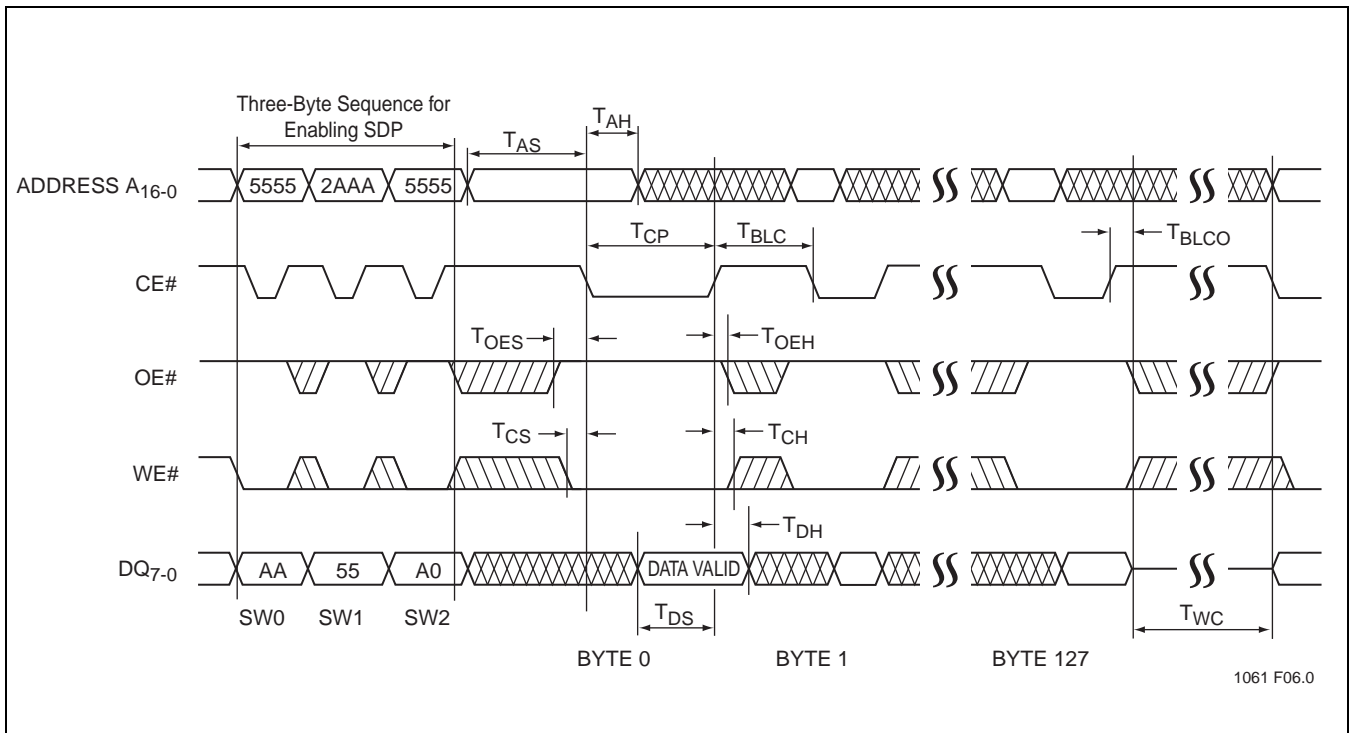 Three-Byte Sequence for
Enabling SDP
TAS
TAH
ADDRESS A16-0
5555
2AAA
5555
TCP
TBLC
TBLCO
CE#
TOES
TOEH
OE#
TCS
TCH
WE#
TDH
DQ7-0
AA
55
A0
DATA VALID
SW0
SW1
SW2
TDS
TWC
BYTE 0
BYTE 1
BYTE 127
1061 F06.0